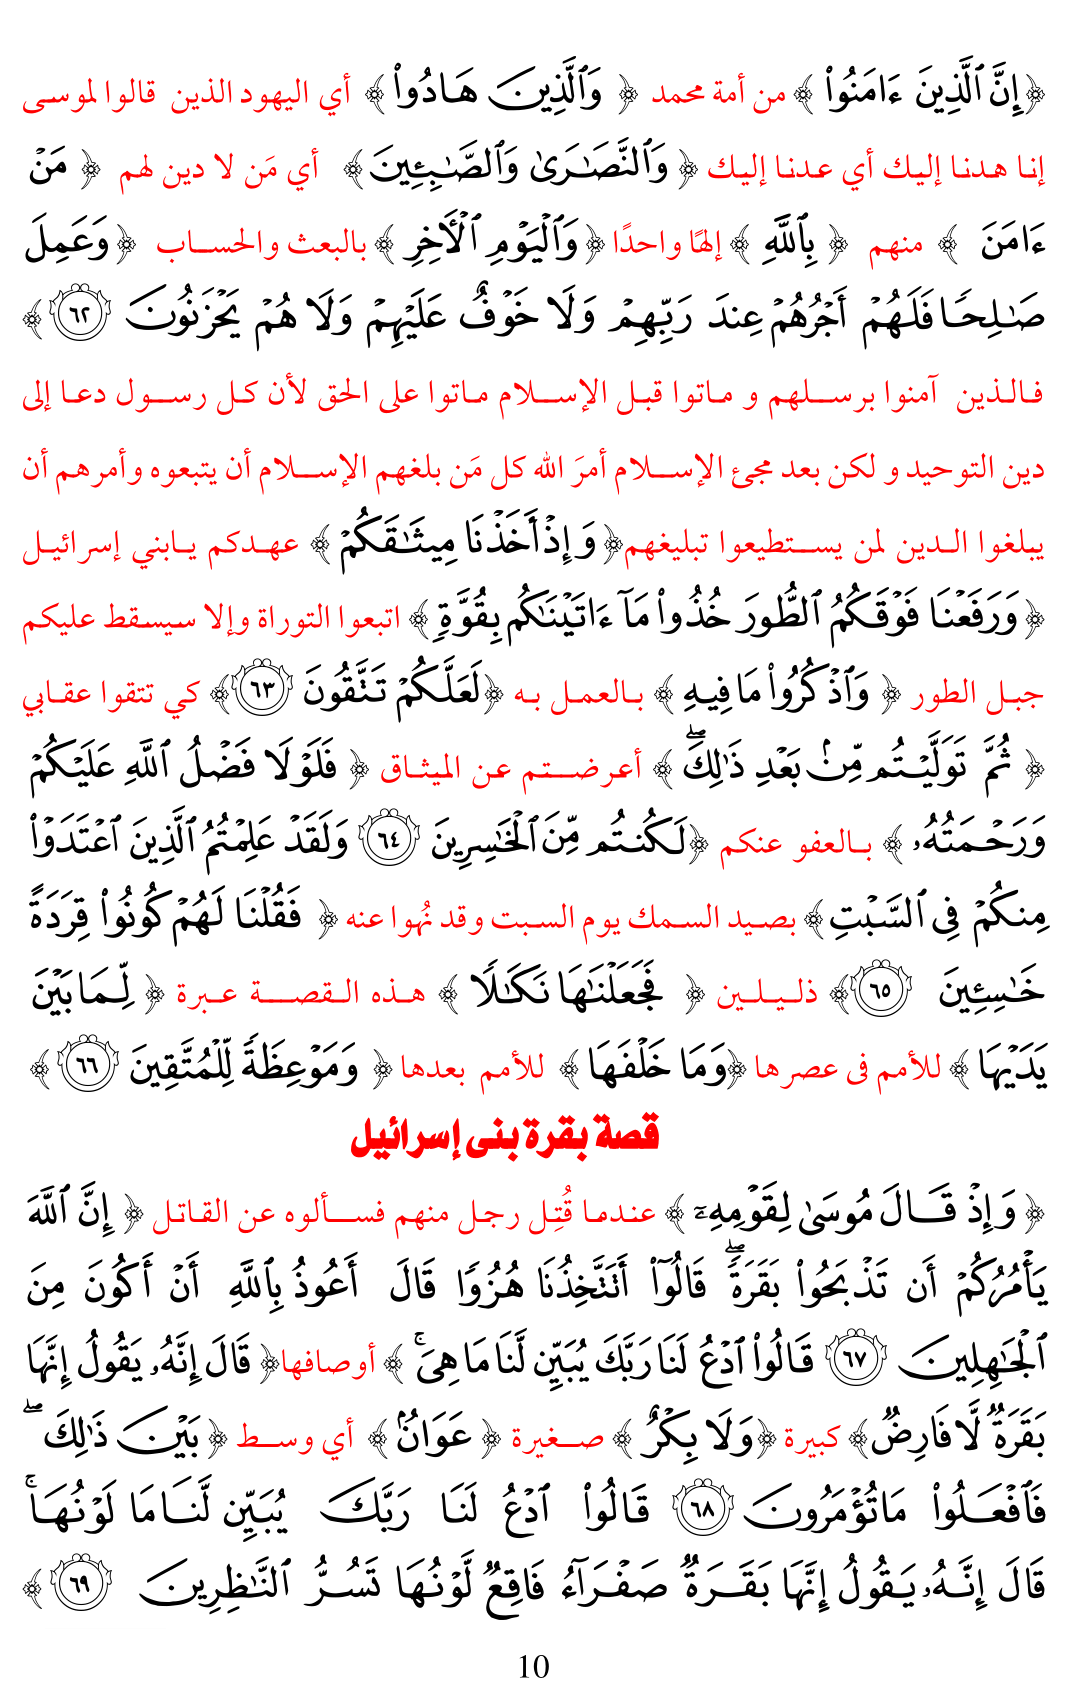 ﴿إِنَّ ٱلَّذِينَ ءَامَنُوا۟ ﴾ من أمة محمد ﴿ وَٱلَّذِينَ هَادُوا۟﴾ أي اليهود الذين قالوا لموسى
إنا هدنا إليك أي عدنا إليك ﴿ وَٱلنَّصَـٰرَىٰ وَٱلصَّـٰبِـِٔينَ﴾ أي مَن لا دين لهم ﴿ مَنْ
ءَامَنَ ﴾ منهم ﴿ بِٱللَّهِ ﴾ إلهًا واحدًا ﴿وَٱلْيَوْمِ ٱلْأَخِرِ ﴾ بالبعث والحساب ﴿وَعَمِلَ
صَـٰلِحًا فَلَهُمْ أَجْرُهُمْ عِندَ رَبِّهِمْ وَلَا خَوْفٌ عَلَيْهِمْ وَلَا هُمْ يَحْزَنُونَ ٦٢ ﴾
فالذين آمنوا برسلهم و ماتوا قبل الإسلام ماتوا على الحق لأن كل رسول دعا إلى
دين التوحيد و لكن بعد مجئ الإسلام أمرَ الله كل مَن بلغهم الإسلام أن يتبعوه وأمرهم أن
يبلغوا الدين لمن يستطيعوا تبليغهم﴿ وَإِذْ أَخَذْنَا مِيثَـٰقَكُمْ ﴾ عهدكم يابني إسرائيل
﴿ وَرَفَعْنَا فَوْقَكُمُ ٱلطُّورَ خُذُوا۟ مَآ ءَاتَيْنَـٰكُم بِقُوَّةٍ ﴾ اتبعوا التوراة وإلا سيسقط عليكم
جبل الطور ﴿ وَٱذْكُرُوا۟ مَا فِيهِ ﴾ بالعمل به ﴿لَعَلَّكُمْ تَتَّقُونَ ٦٣﴾ كي تتقوا عقابي
﴿ ثُمَّ تَوَلَّيْتُم مِّنۢ بَعْدِ ذَٰلِكَ ۖ ﴾ أعرضتم عن الميثاق ﴿ فَلَوْلَا فَضْلُ ٱللَّهِ عَلَيْكُمْ
وَرَحْمَتُهُۥ ﴾ بالعفو عنكم ﴿لَكُنتُم مِّنَ ٱلْخَـٰسِرِينَ ٦٤ وَلَقَدْ عَلِمْتُمُ ٱلَّذِينَ ٱعْتَدَوْا۟
مِنكُمْ فِى ٱلسَّبْتِ ﴾ بصيد السمك يوم السبت وقد نُهوا عنه ﴿ فَقُلْنَا لَهُمْ كُونُوا۟ قِرَدَةً
خَـٰسِـِٔينَ ٦٥﴾ ذليلين ﴿ فَجَعَلْنَـٰهَا نَكَـٰلًا ﴾ هذه القصة عبرة ﴿ لِّمَا بَيْنَ
يَدَيْهَا ﴾ للأمم فى عصرها ﴿وَمَا خَلْفَهَا ﴾ للأمم بعدها ﴿ وَمَوْعِظَةً لِّلْمُتَّقِينَ ٦٦ ﴾
قصة بقرة بنى إسرائيل
﴿ وَإِذْ قَالَ مُوسَىٰ لِقَوْمِهِۦٓ ﴾ عندما قُتِل رجل منهم فسألوه عن القاتل ﴿ إِنَّ ٱللَّهَ
يَأْمُرُكُمْ أَن تَذْبَحُوا۟ بَقَرَةً ۖ قَالُوٓا۟ أَتَتَّخِذُنَا هُزُوًا قَالَ أَعُوذُ بِٱللَّهِ أَنْ أَكُونَ مِنَ
ٱلْجَـٰهِلِينَ ٦٧ قَالُوا۟ ٱدْعُ لَنَا رَبَّكَ يُبَيِّن لَّنَا مَا هِىَ ۚ ﴾ أوصافها﴿ قَالَ إِنَّهُۥ يَقُولُ إِنَّهَا
بَقَرَةٌ لَّا فَارِضٌ﴾ كبيرة ﴿وَلَا بِكْرٌ ﴾ صغيرة ﴿ عَوَانٌۢ ﴾ أي وسط ﴿ بَيْنَ ذَٰلِكَ ۖ
فَٱفْعَلُوا۟ مَا تُؤْمَرُونَ ٦٨ قَالُوا۟ ٱدْعُ لَنَا رَبَّكَ يُبَيِّن لَّنَا مَا لَوْنُهَا ۚ
قَالَ إِنَّهُۥ يَقُولُ إِنَّهَا بَقَرَةٌ صَفْرَآءُ فَاقِعٌ لَّوْنُهَا تَسُرُّ ٱلنَّـٰظِرِينَ ٦٩ ﴾
10